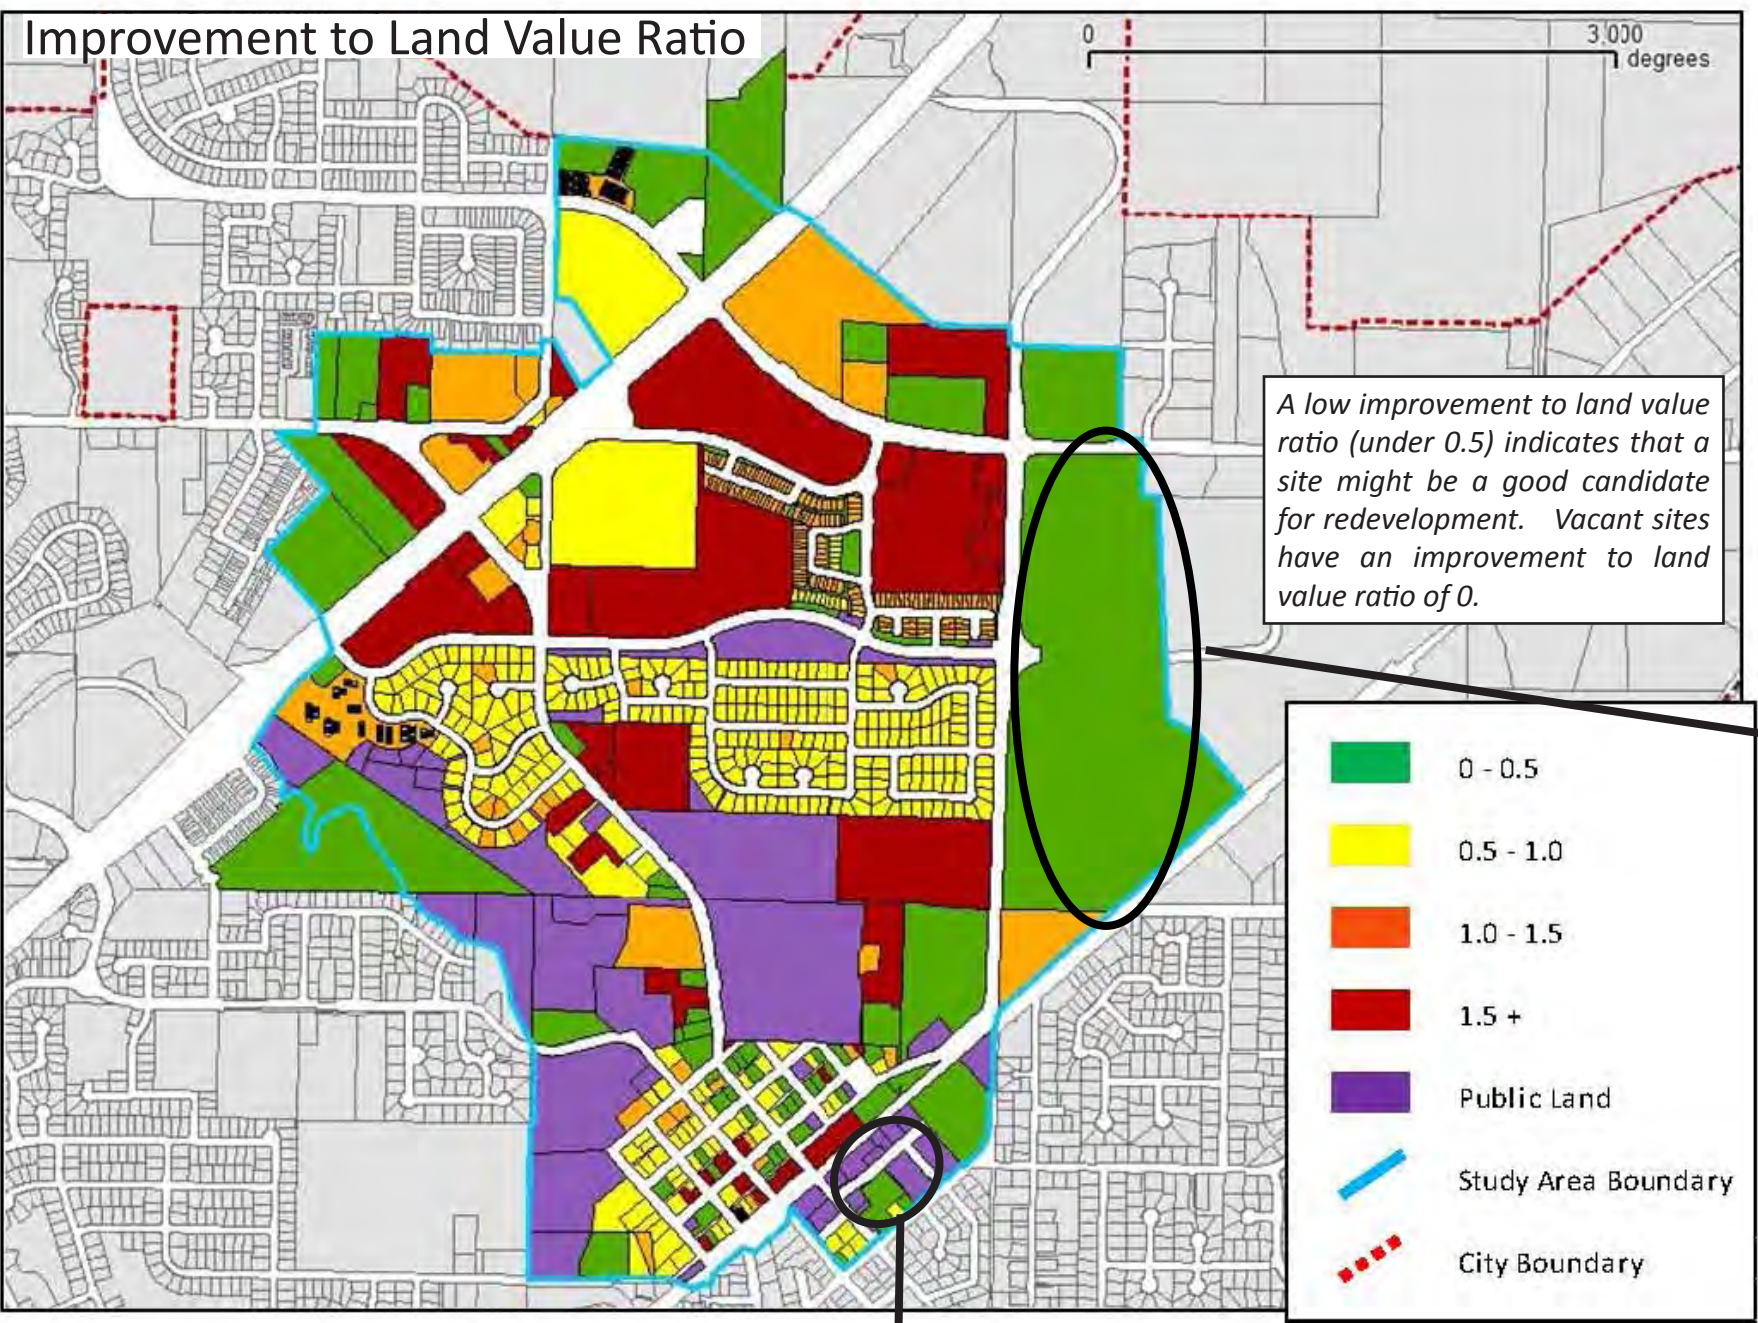 Improvement to Land Value Ratio
0 3,000
degrees
A low improvement to land value
ratio (under 0.5) indicates that a
site might be a good candidate
for redevelopment. Vacant sites
have an improvement to land
value ratio of 0.
0 - 0.5
0.5 - 1.0
1.0 - 1.5
1.5 +
Public Land
Study Area Boundary
City Boundary